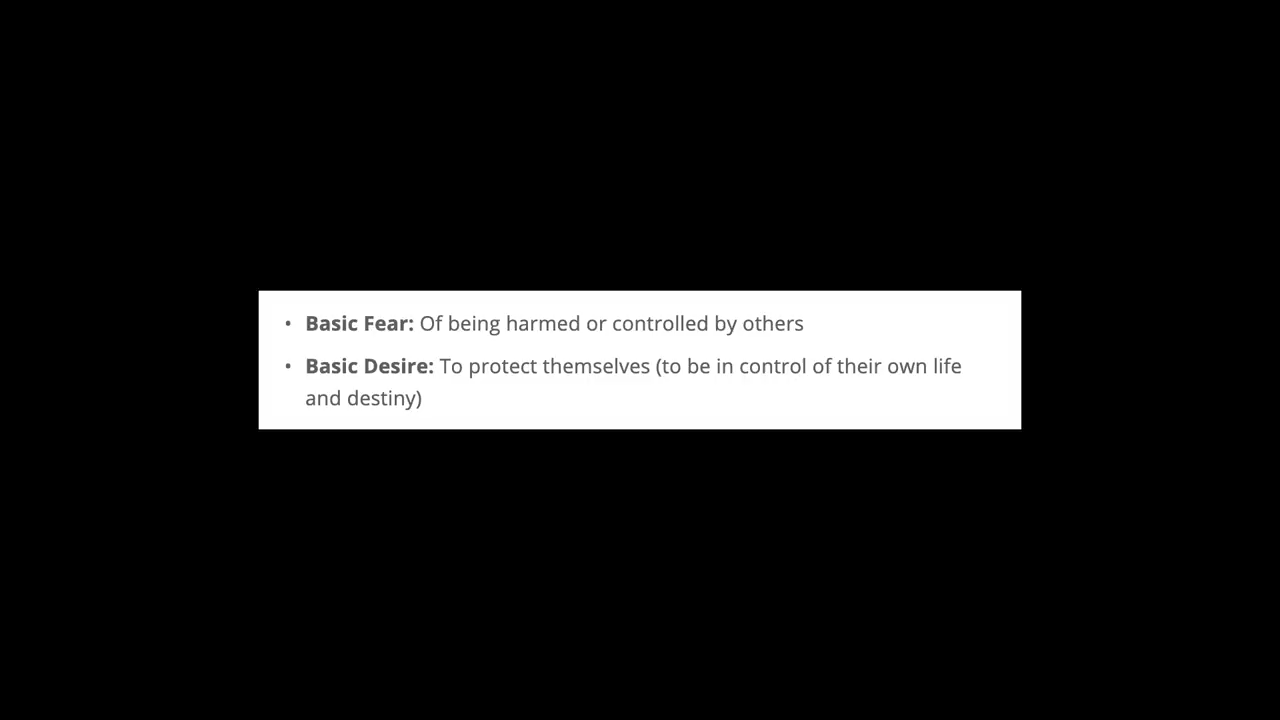 • Basic Fear: Of being harmed or controlled by others
• Basic Desire: To protect themselves (to be in control of their own life
and destiny)